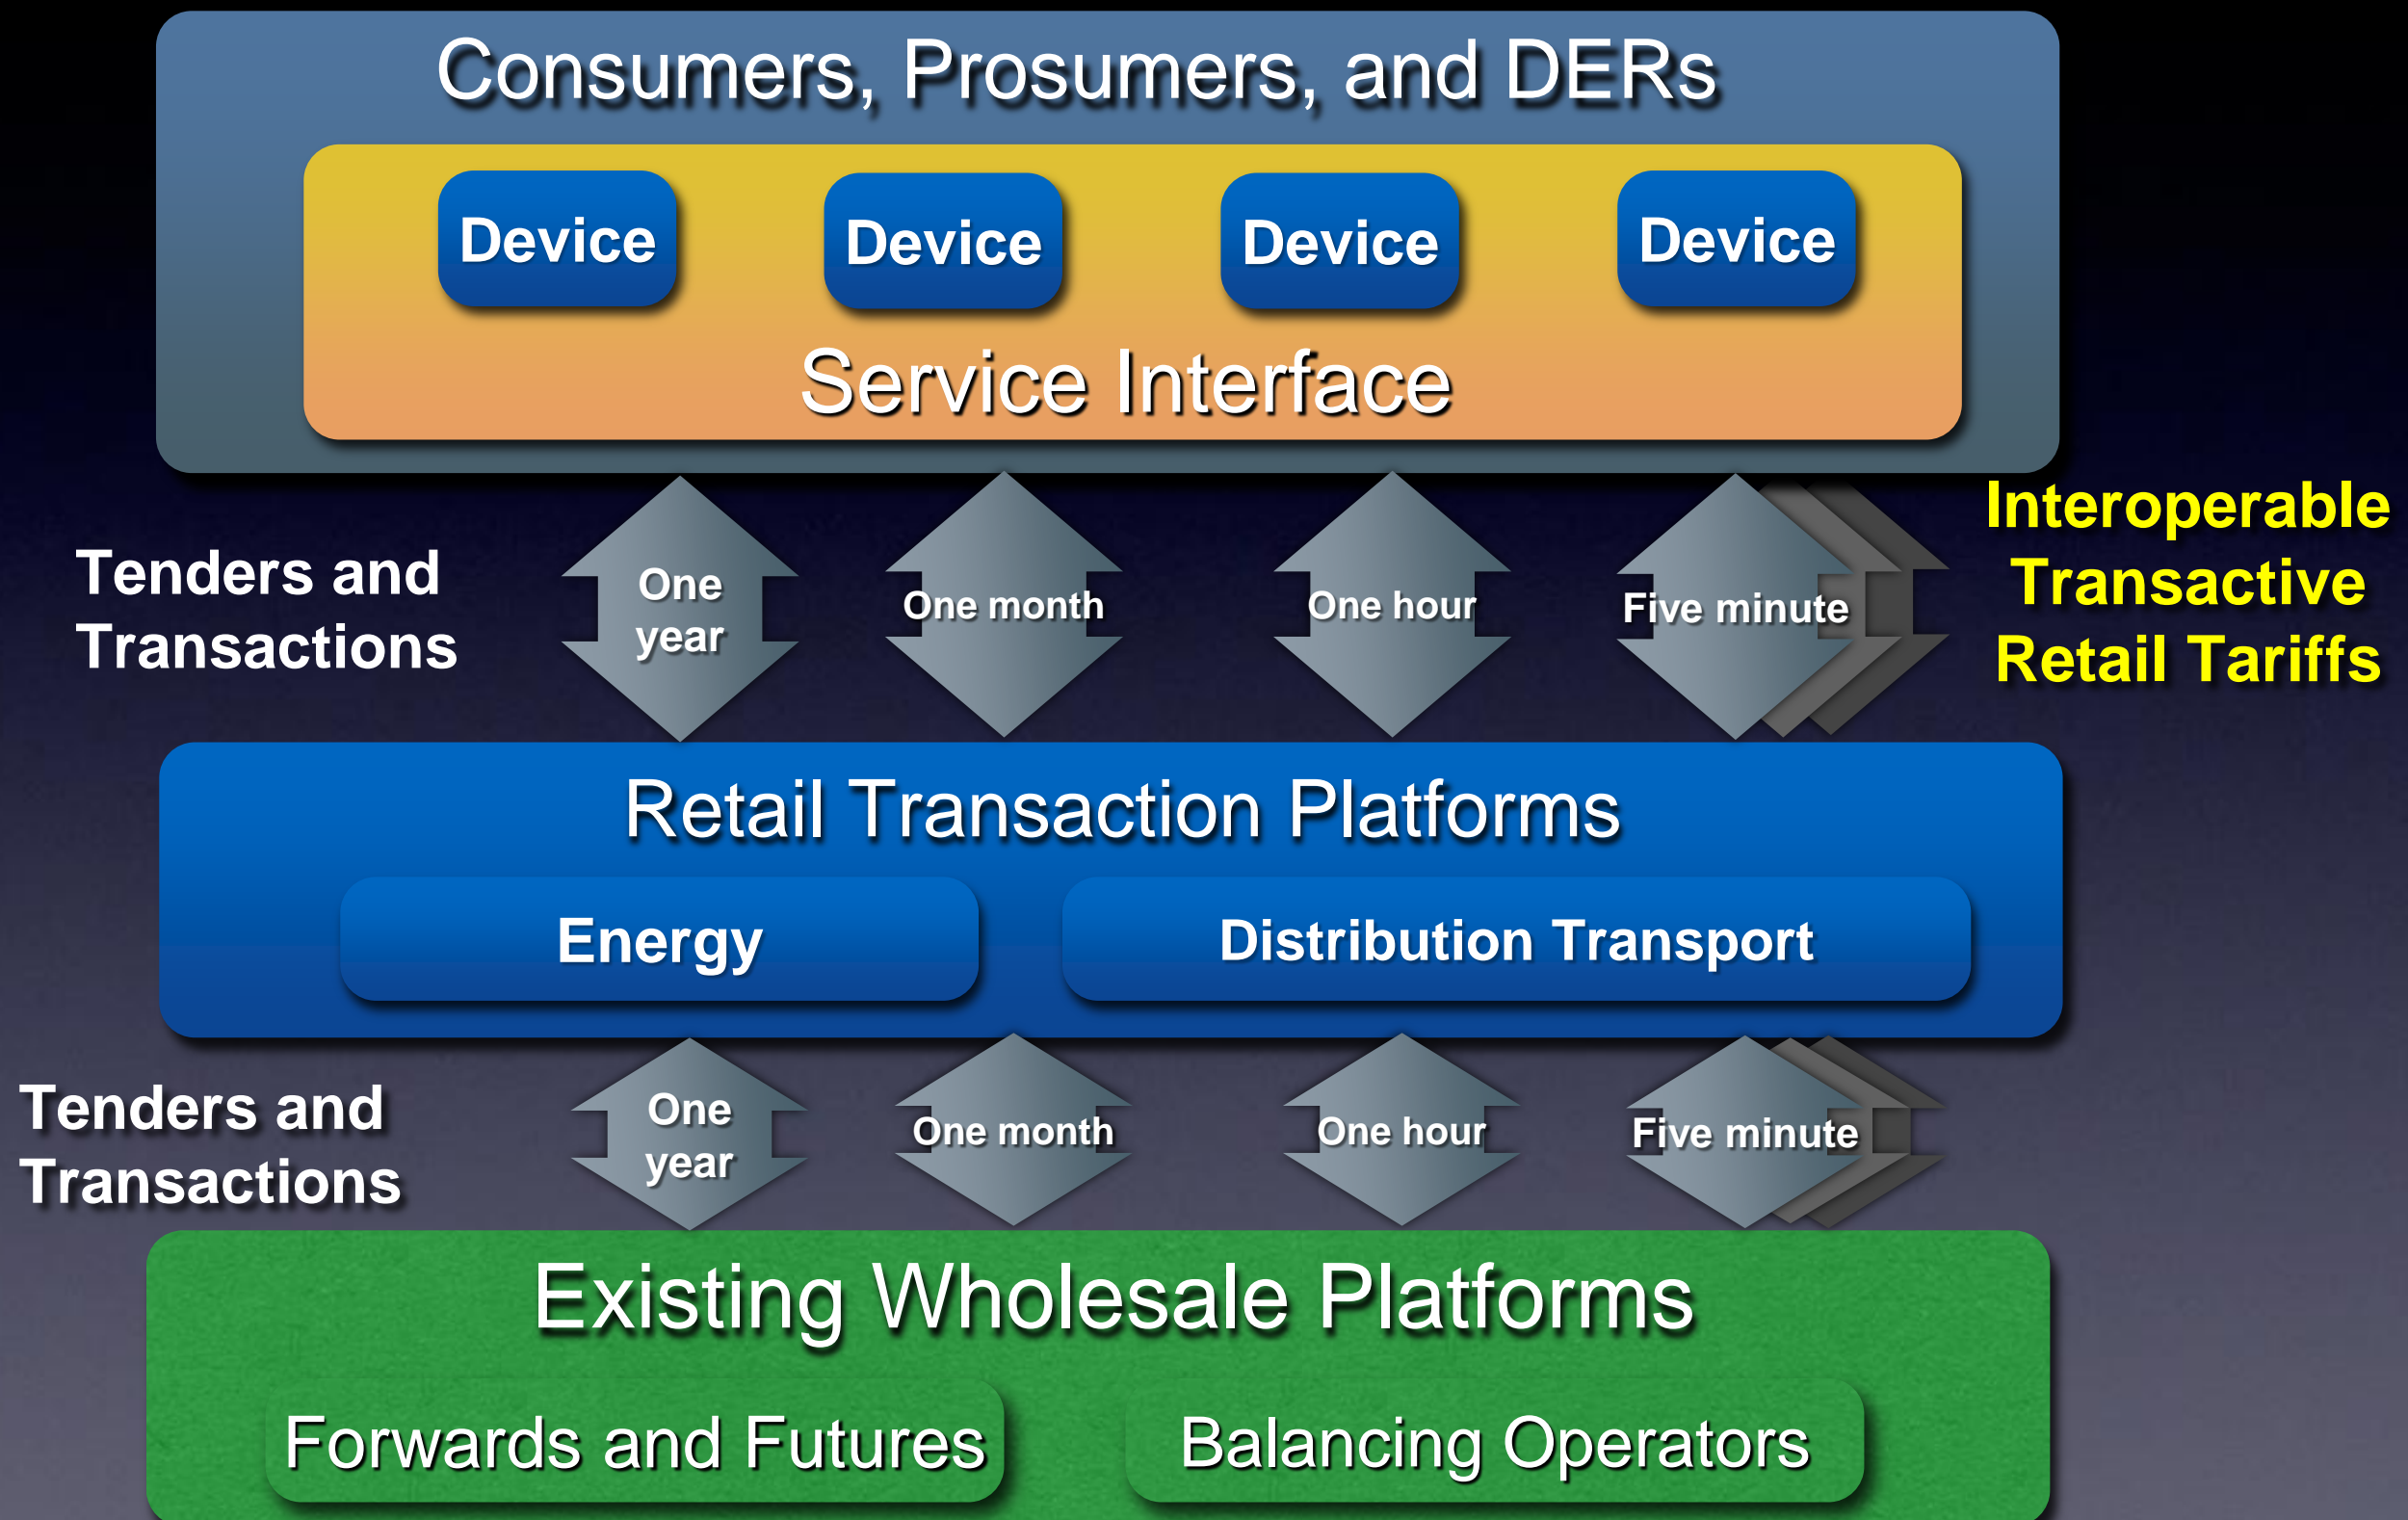 Consumers, Prosumers, and DERs
Device
Device
Device
Device
Service Interface
Tenders and
Transactions
One
year
One month
One hour
Five minute
Interoperable
Transactive
Retail Tariffs
Retail Transaction Platforms
Energy
Distribution Transport
Tenders and
Transactions
One
year
One month
One hour
Five minute
Existing Wholesale Platforms
Forwards and Futures
Balancing Operators